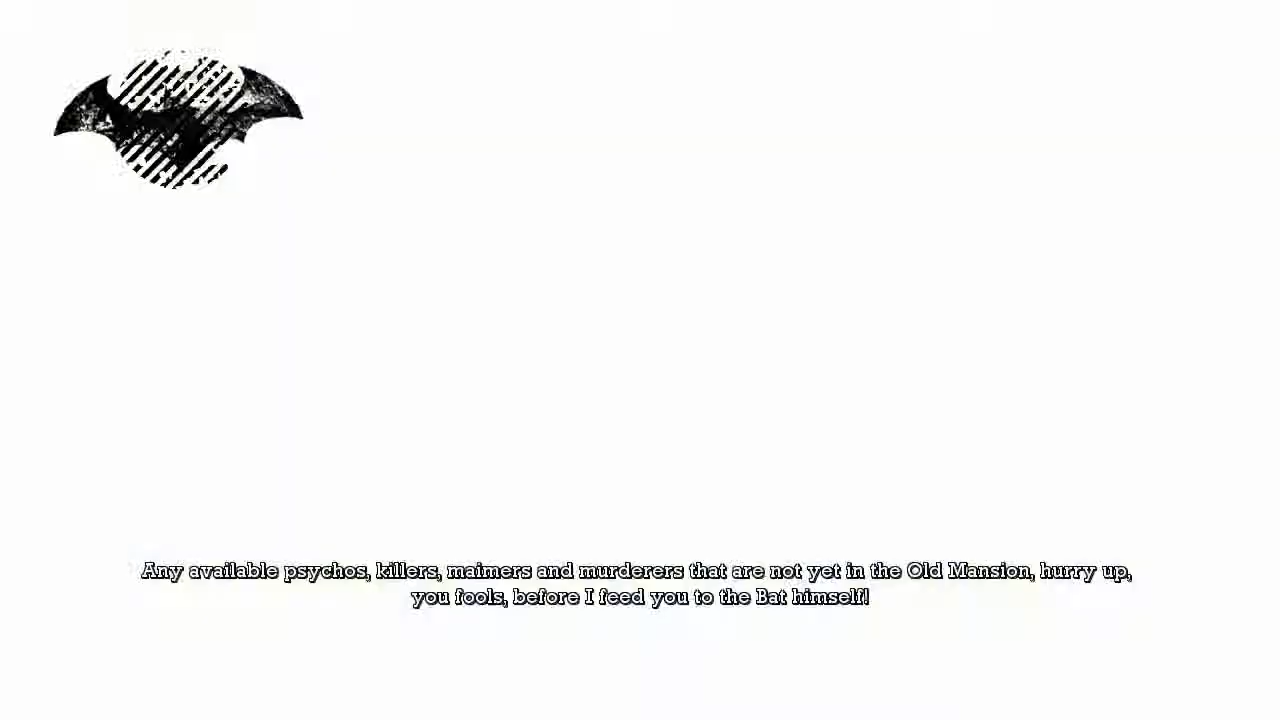 Any available psychos, killers, maimers and murderers that are not yet in the Old Mansion, hurry up,
you fools, before I feed you to the Bat himself!